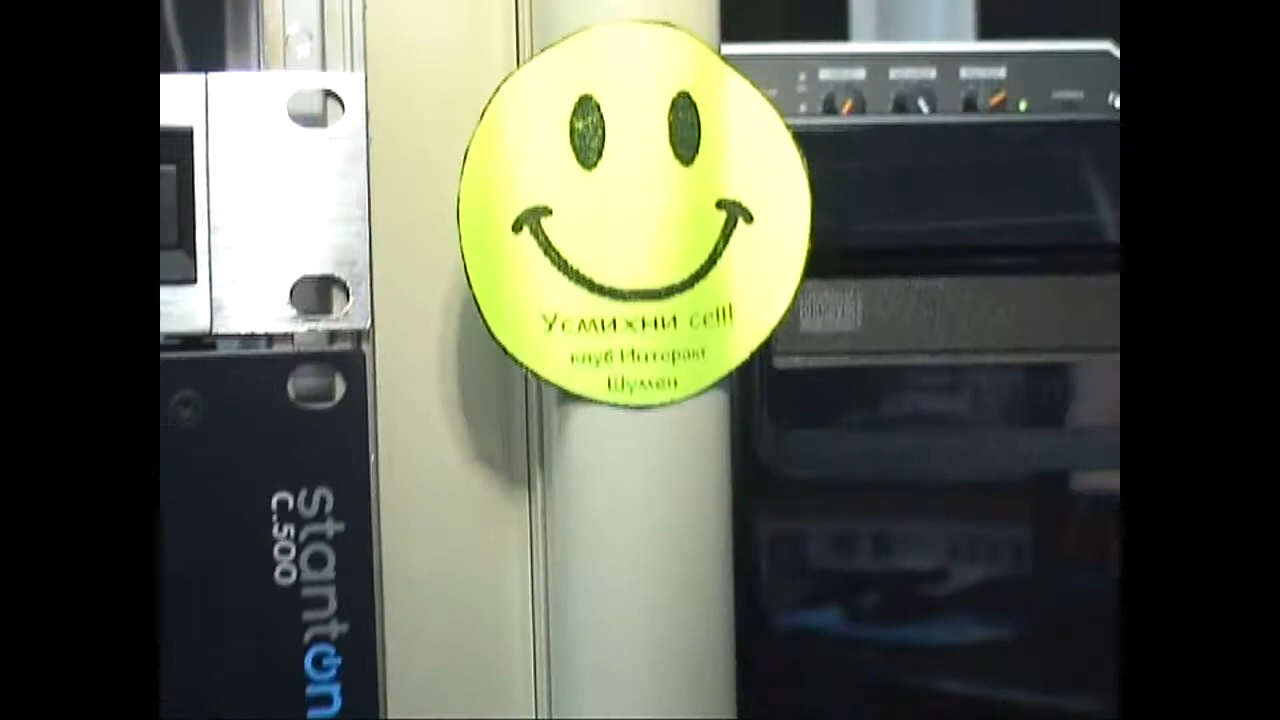 Усмихни се!!!
клуб Интеракт
Шумен
stanton
C.500